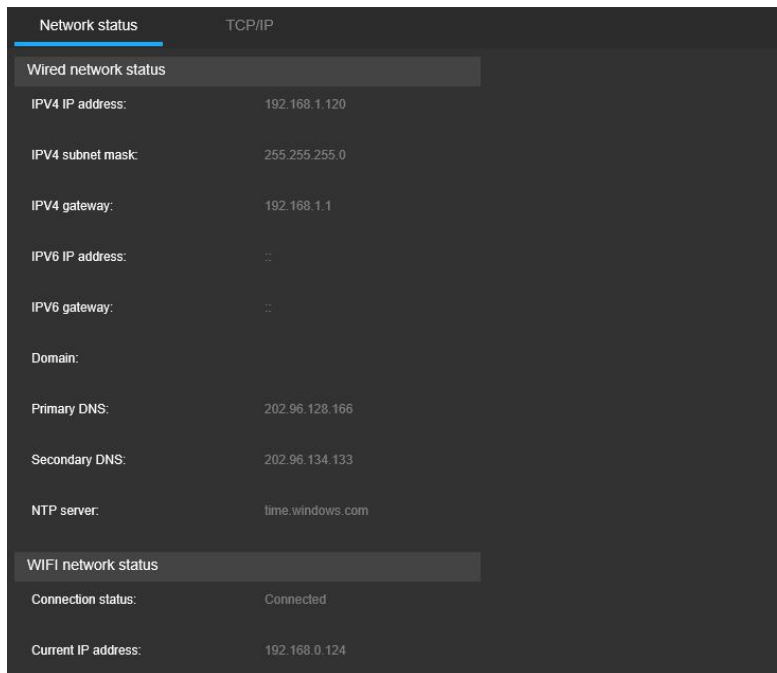 Network status TCP/IP
Wired network status
IPV4 IP address: 192.168.1.120
IPV4 subnet mask: 255.255.255.0
IPV4 gateway: 192.168.1.1
IPV6 IP address: ::
IPV6 gateway: ::
Domain:
Primary DNS: 202.96.128.166
Secondary DNS: 202.96.134.133
NTP server: time.windows.com
WIFI network status
Connection status: Connected
Current IP address: 192.168.0.124